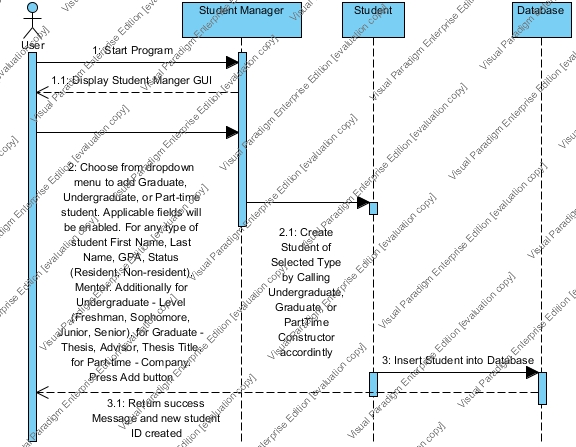 Student Manager
Student
Database
User
1: Start Program
1.1: Display Student Manger GUI
2: Choose from dropdown
menu to add Graduate,
Undergraduate, or Part-time
student. Applicable fields will
be enabled. For any type of
student First Name, Last
Name, GPA, Status
(Resident, Non-resident),
Mentor. Additionally for
Undergraduate - Level
(Freshman, Sophomore,
Junior, Senior), for Graduate -
Thesis, Advisor, Thesis Title,
for Part-time - Company.
Press Add button
2.1: Create
Student of
Selected Type
by Calling
Undergraduate,
Graduate, or
PartTime
Constructor
accordintly
3: Insert Student into Database
3.1: Return success
Message and new student
ID created
Visual Paradigm Enterprise Edition [evaluation copy]